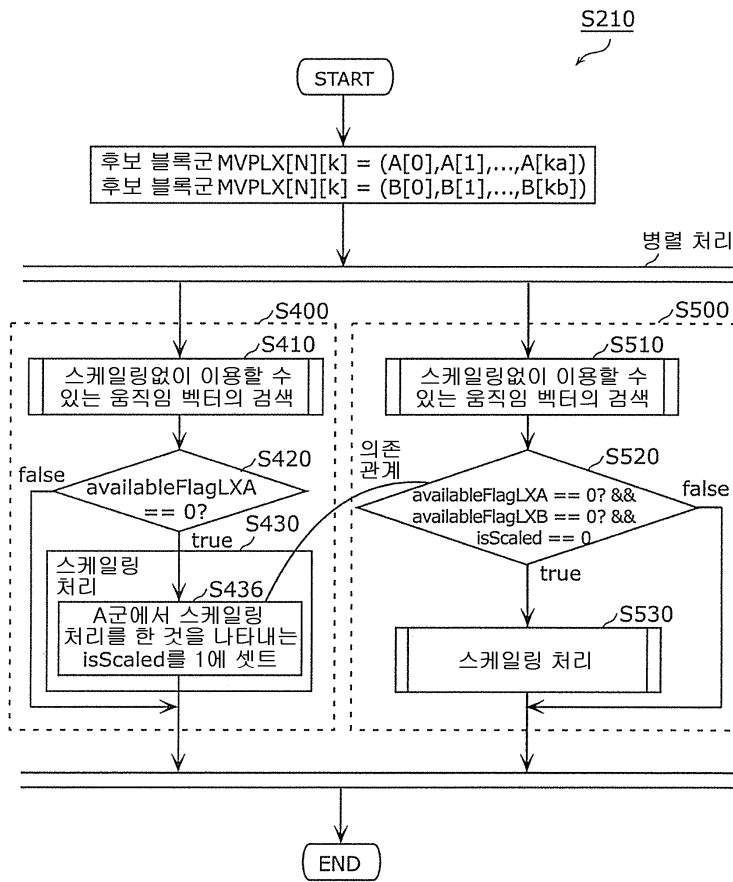 S210
START
후보 블록군 MVPLX[N][k] = (A[0],A[1],...,A[ka])
후보 블록군 MVPLX[N][k] = (B[0],B[1],...,B[kb])
병렬 처리
S400
S410
스케일링없이 이용할 수
있는 움직임 벡터의 검색
S420
false
availableFlagLXA
== 0?
true
S430
스케일링
처리
S436
A군에서 스케일링
처리를 한 것을 나타내는
isScaled를 1에 셋트
의존
관계
S500
S510
스케일링없이 이용할 수
있는 움직임 벡터의 검색
S520
availableFlagLXA == 0? &&
availableFlagLXB == 0? &&
isScaled == 0
false
true
S530
스케일링 처리
END